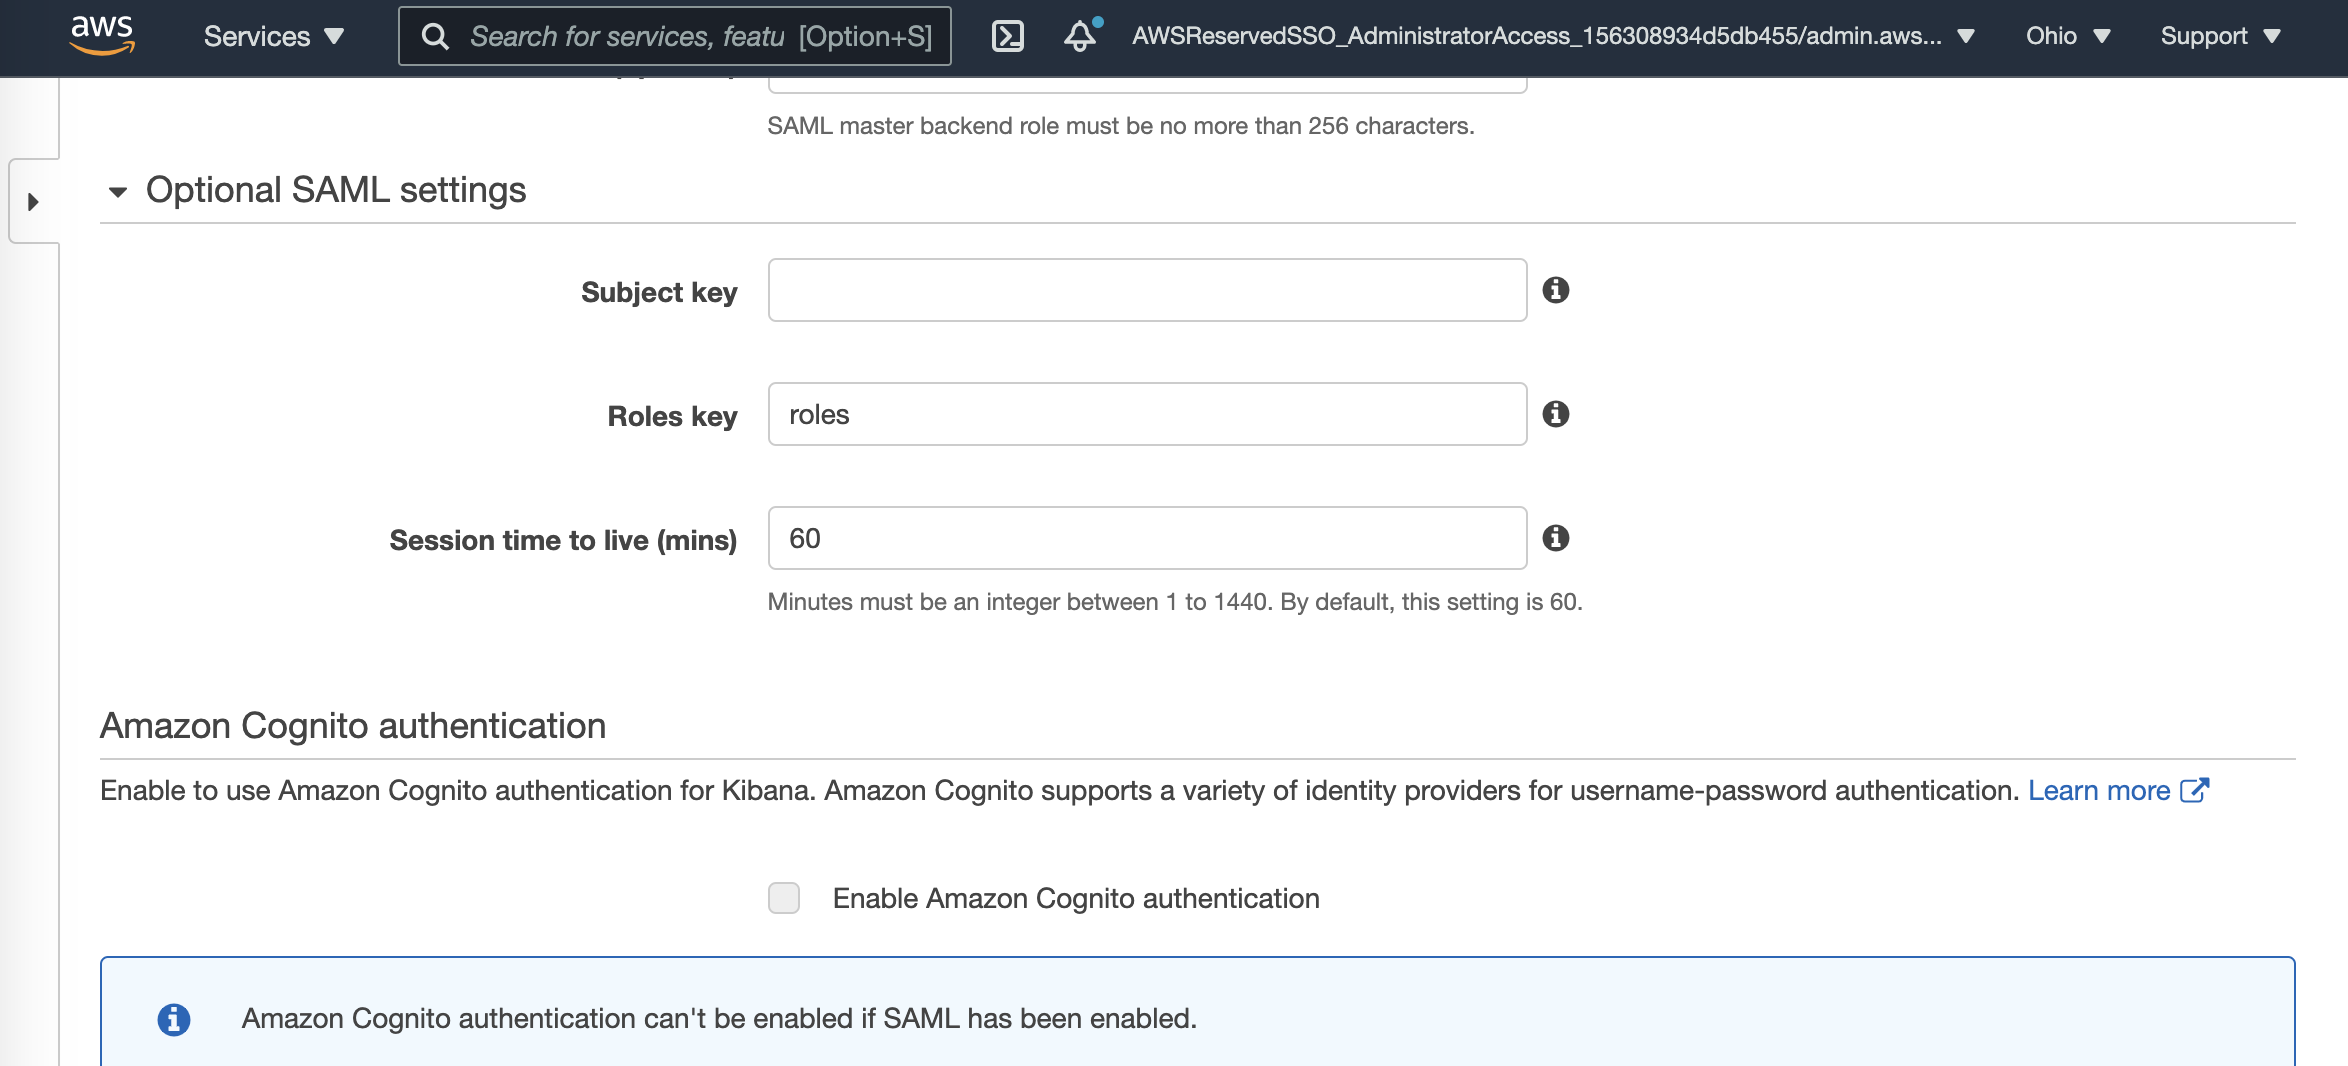 aws Services Search for services, featu [Option+S] AWSReservedSSO_AdministratorAccess_156308934d5db455/admin.aws... Ohio Support
SAML master backend role must be no more than 256 characters.
Optional SAML settings
Subject key
Roles key roles
Session time to live (mins) 60
Minutes must be an integer between 1 to 1440. By default, this setting is 60.
Amazon Cognito authentication
Enable to use Amazon Cognito authentication for Kibana. Amazon Cognito supports a variety of identity providers for username-password authentication. Learn more
Enable Amazon Cognito authentication
Amazon Cognito authentication can't be enabled if SAML has been enabled.